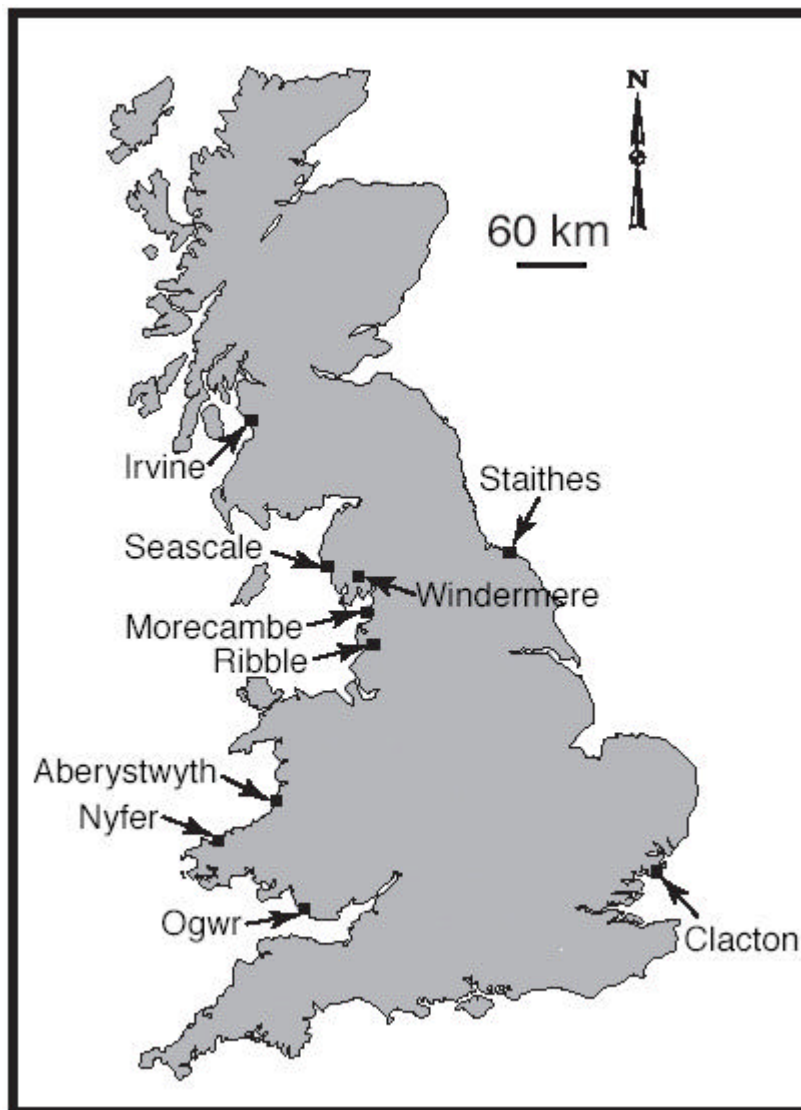 N
60 km
Irvine
Staithes
Seascale
Windermere
Morecambe
Ribble
Aberystwyth
Nyfer
Ogwr
Clacton